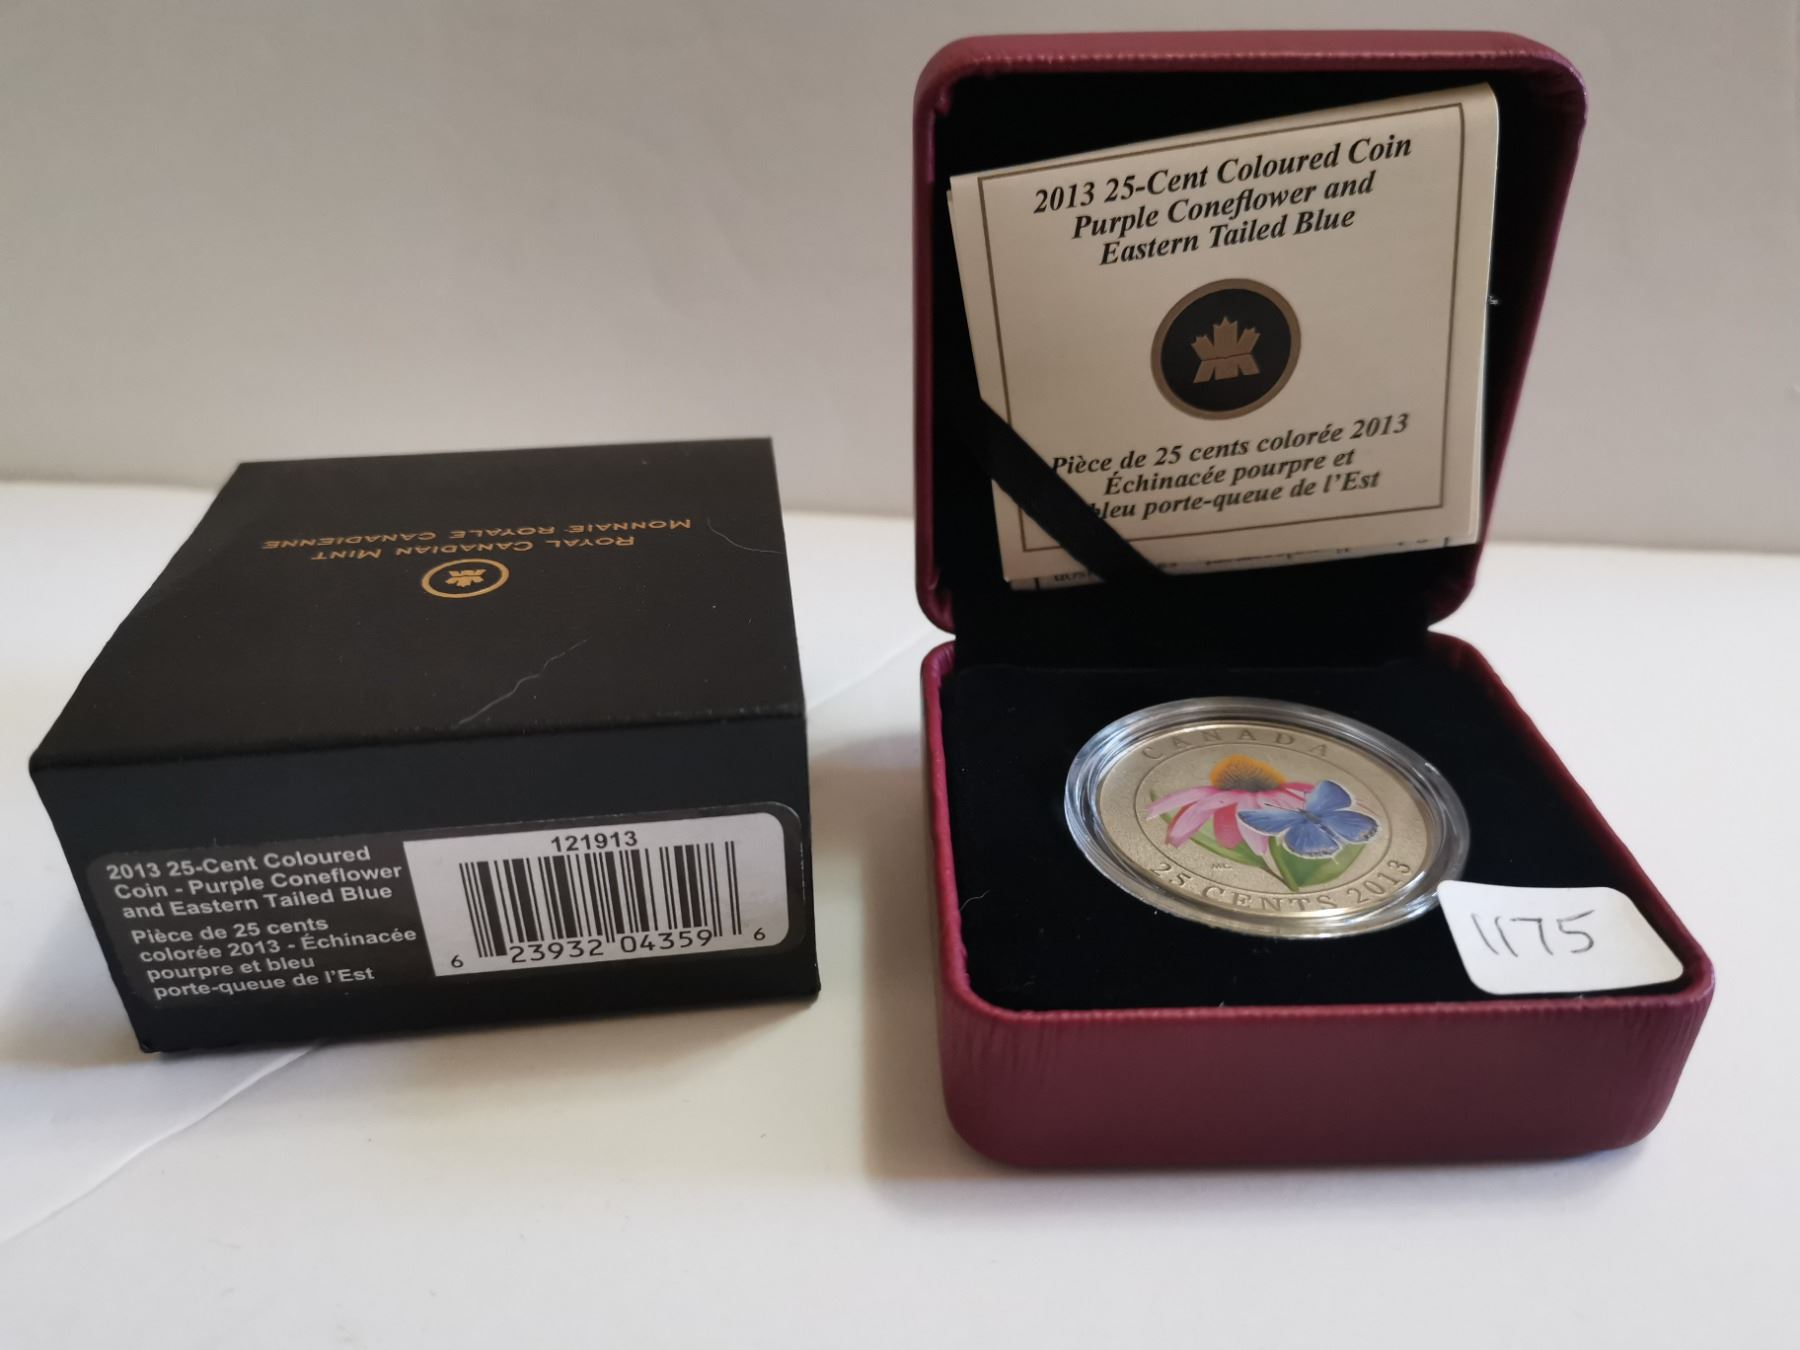 MONNAIE ROYALE CANADIENNE
ROYAL CANADIAN MINT
2013 25-Cent Coloured
Coin - Purple Coneflower
and Eastern Tailed Blue
Pièce de 25 cents
colorée 2013 - Échinacée
pourpre et bleu
porte-queue de l'Est
121913
6 23932 04359 6
2013 25-Cent Coloured Coin
Purple Coneflower and
Eastern Tailed Blue
Pièce de 25 cents colorée 2013
Échinacée pourpre et
bleu porte-queue de l'Est
CANADA
MC
25 CENTS 2013
1175